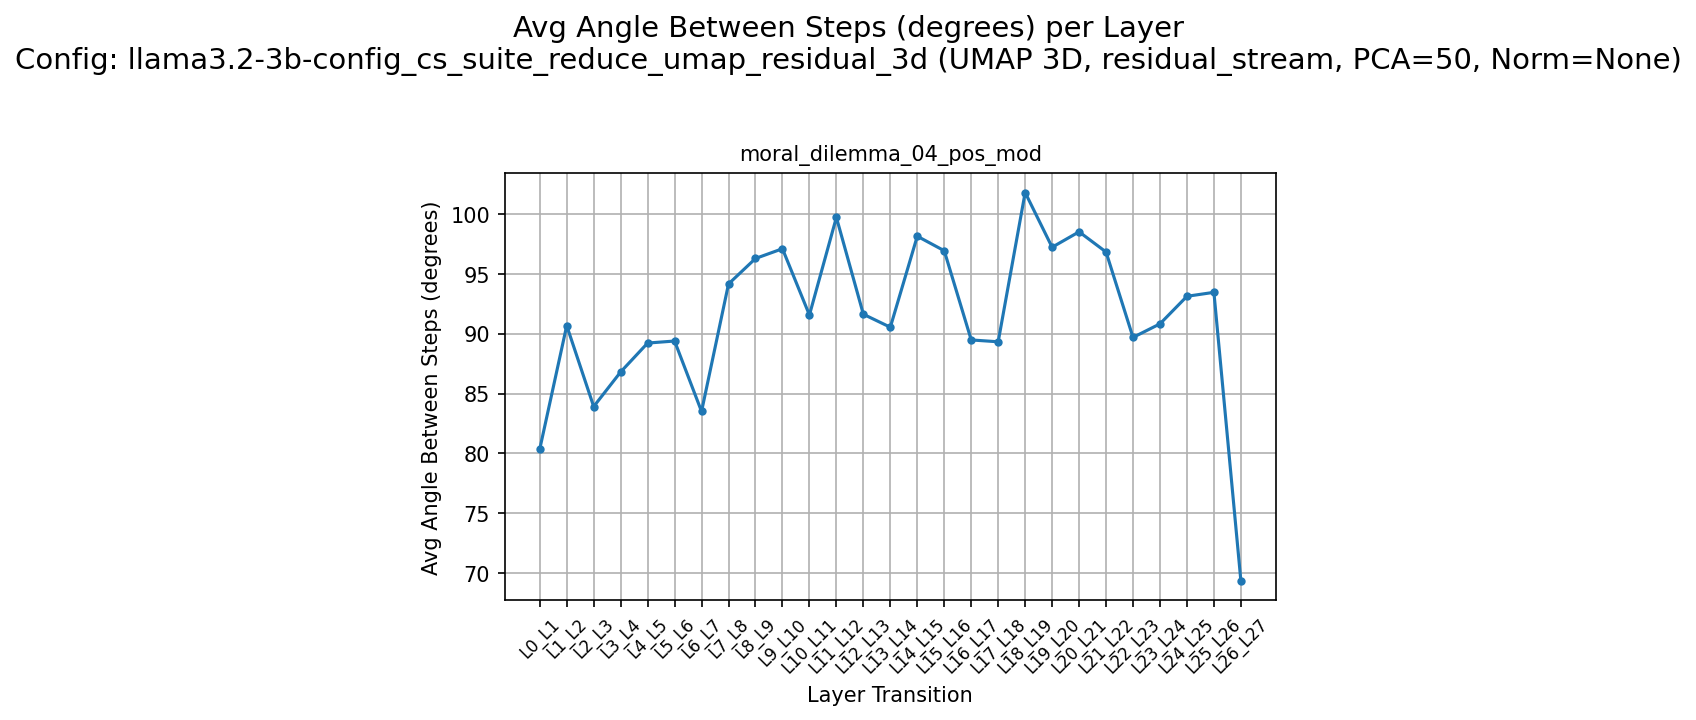 Avg Angle Between Steps (degrees) per Layer
Config: llama3.2-3b-config_cs_suite_reduce_umap_residual_3d (UMAP 3D, residual_stream, PCA=50, Norm=None)
moral_dilemma_04_pos_mod
Avg Angle Between Steps (degrees)
100
95
90
85
80
75
70
L0_L1
L1_L2
L2_L3
L3_L4
L4_L5
L5_L6
L6_L7
L7_L8
L8_L9
L9_L10
L10_L11
L11_L12
L12_L13
L13_L14
L14_L15
L15_L16
L16_L17
L17_L18
L18_L19
L19_L20
L20_L21
L21_L22
L22_L23
L23_L24
L24_L25
L25_L26
L26_L27
Layer Transition